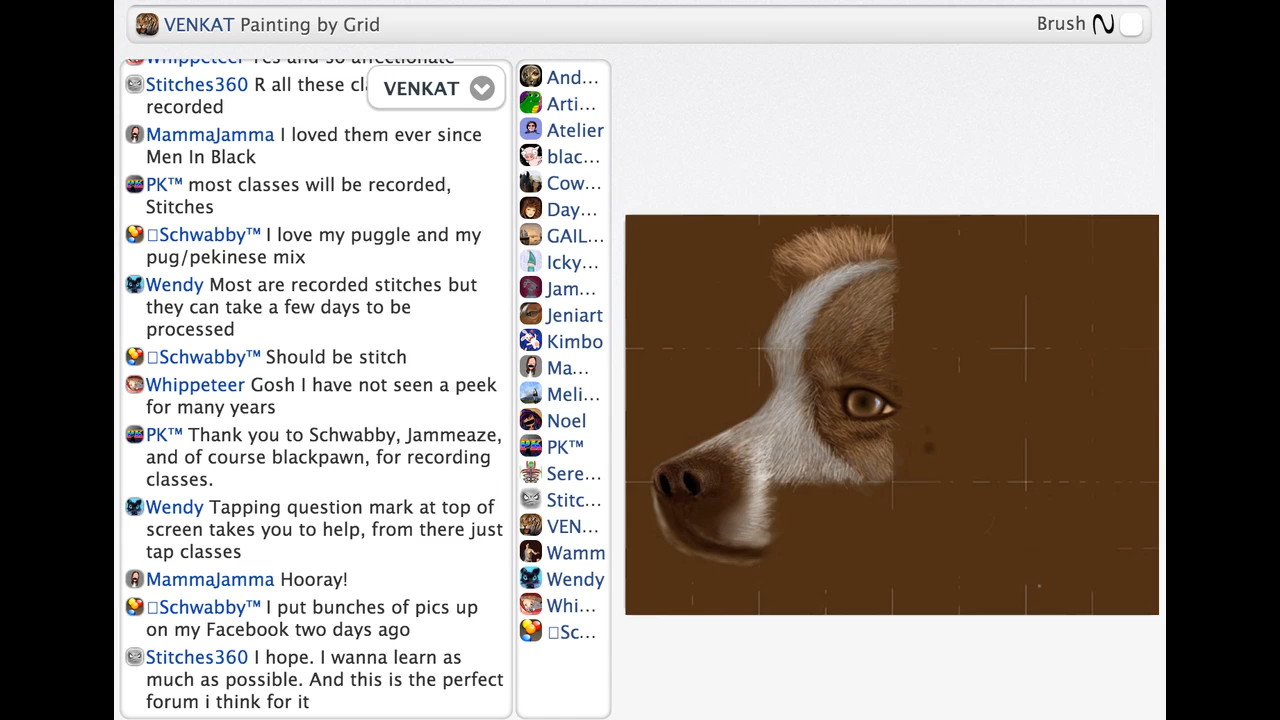 VENKAT Painting by Grid
Brush
Whippeteer Yes and so affectionate
Stitches360 R all these cl
recorded
VENKAT
MammaJamma I loved them ever since
Men In Black
PK™ most classes will be recorded,
Stitches
Schwabby™ I love my puggle and my
pug/pekinese mix
Wendy Most are recorded stitches but
they can take a few days to be
processed
Schwabby™ Should be stitch
Whippeteer Gosh I have not seen a peek
for many years
PK™ Thank you to Schwabby, Jammeaze,
and of course blackpawn, for recording
classes.
Wendy Tapping question mark at top of
screen takes you to help, from there just
tap classes
MammaJamma Hooray!
Schwabby™ I put bunches of pics up
on my Facebook two days ago
Stitches360 I hope. I wanna learn as
much as possible. And this is the perfect
forum i think for it
And...
Arti...
Atelier
blac...
Cow...
Day...
GAIL...
Icky...
Jam...
Jeniart
Kimbo
Ma...
Meli...
Noel
PK™
Sere...
Stitc...
VEN...
Wamm
Wendy
Whi...
Sc...